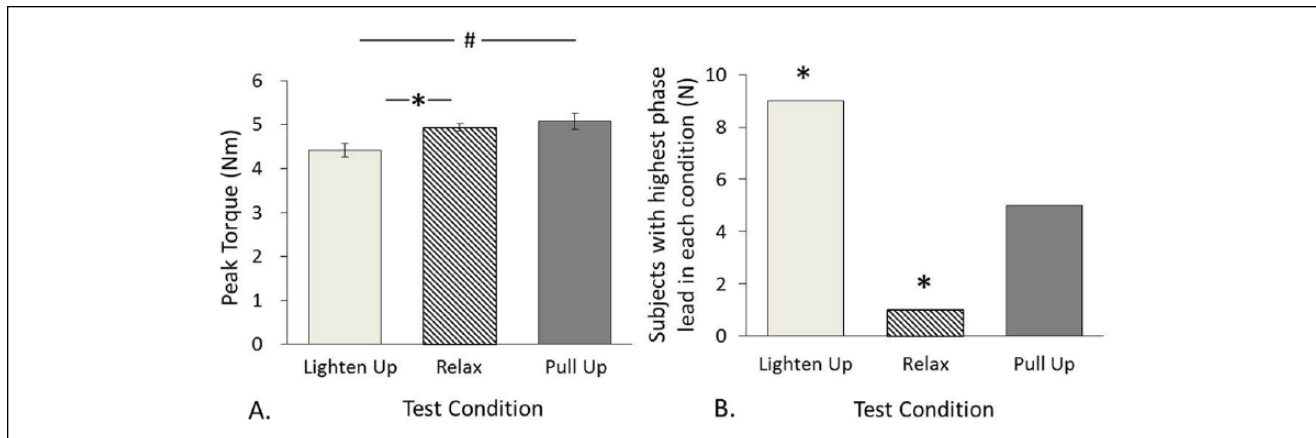 #
6
5
4
3
2
1
0
*
Peak Torque (Nm)
Lighten Up Relax Pull Up
A. Test Condition
10
8
6
4
2
0
*
*
Subjects with highest phase
lead in each condition (N)
Lighten Up Relax Pull Up
B. Test Condition